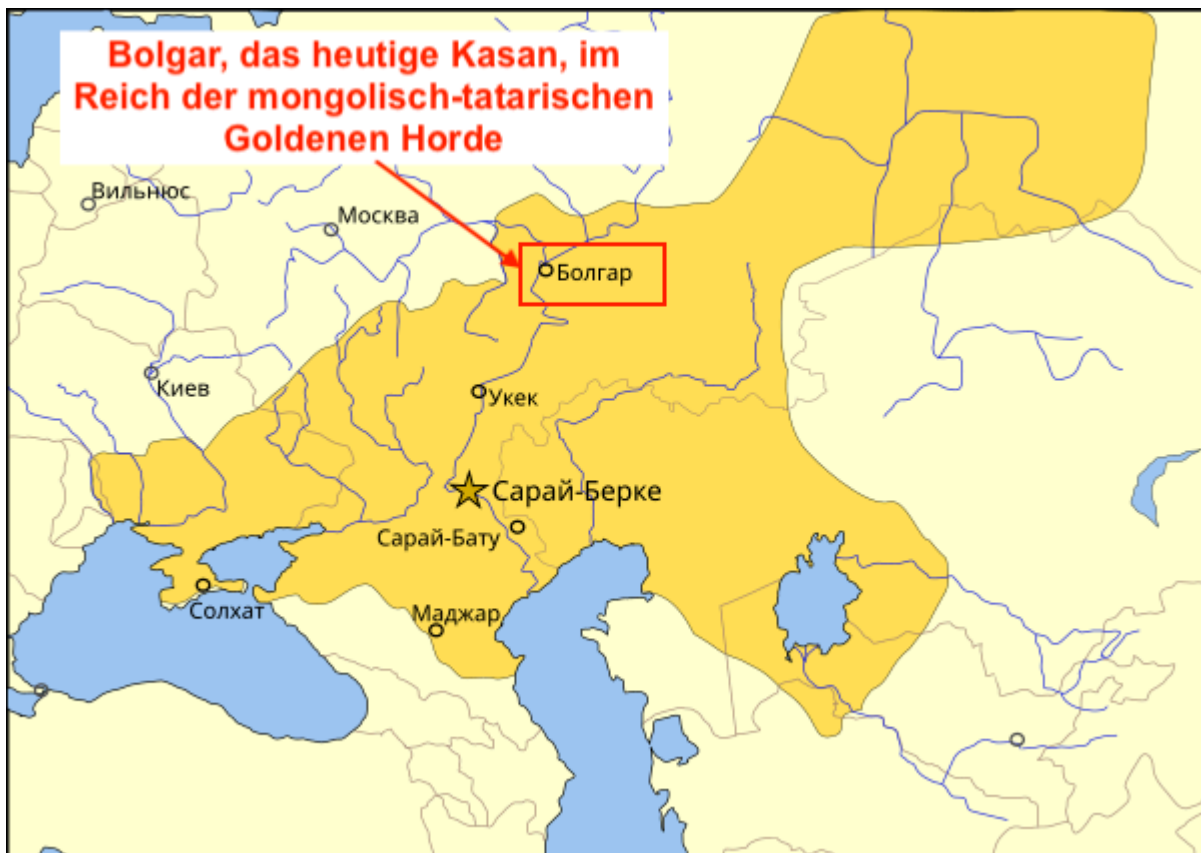 Bolgar, das heutige Kasan, im
Reich der mongolisch-tatarischen
Goldenen Horde
Вильнюс
Москва
Болгар
Киев
Укек
Сарай-Берке
Сарай-Бату
Солхат
Маджар